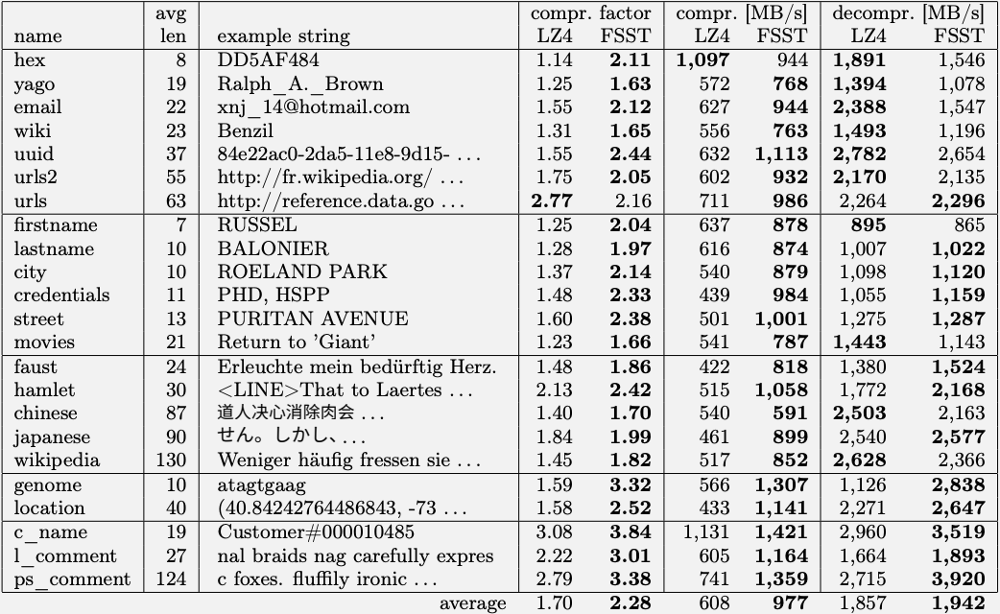 avg compr. factor compr. [MB/s] decompr. [MB/s]
name len example string LZ4 FSST LZ4 FSST LZ4 FSST
hex 8 DD5AF484 1.14 2.11 1,097 944 1,891 1,546
yago 19 Ralph_A._Brown 1.25 1.63 572 768 1,394 1,078
email 22 xnj_14@hotmail.com 1.55 2.12 627 944 2,388 1,547
wiki 23 Benzil 1.31 1.65 556 763 1,493 1,196
uuid 37 84e22ac0-2da5-11e8-9d15- ... 1.55 2.44 632 1,113 2,782 2,654
urls2 55 http://fr.wikipedia.org/ ... 1.75 2.05 602 932 2,170 2,135
urls 63 http://reference.data.go ... 2.77 2.16 711 986 2,264 2,296
firstname 7 RUSSEL 1.25 2.04 637 878 895 865
lastname 10 BALONIER 1.28 1.97 616 874 1,007 1,022
city 10 ROELAND PARK 1.37 2.14 540 879 1,098 1,120
credentials 11 PHD, HSPP 1.48 2.33 439 984 1,055 1,159
street 13 PURITAN AVENUE 1.60 2.38 501 1,001 1,275 1,287
movies 21 Return to 'Giant' 1.23 1.66 541 787 1,443 1,143
faust 24 Erleuchte mein bedürftig Herz. 1.48 1.86 422 818 1,380 1,524
hamlet 30 <LINE>That to Laertes ... 2.13 2.42 515 1,058 1,772 2,168
chinese 87 道人决心消除肉会 ... 1.40 1.70 540 591 2,503 2,163
japanese 90 せん。しかし、... 1.84 1.99 461 899 2,540 2,577
wikipedia 130 Weniger häufig fressen sie ... 1.45 1.82 517 852 2,628 2,366
genome 10 atagtgaag 1.59 3.32 566 1,307 1,126 2,838
location 40 (40.84242764486843, -73 ... 1.58 2.52 433 1,141 2,271 2,647
c_name 19 Customer#000010485 3.08 3.84 1,131 1,421 2,960 3,519
l_comment 27 nal braids nag carefully expres 2.22 3.01 605 1,164 1,664 1,893
ps_comment 124 c foxes. fluffily ironic ... 2.79 3.38 741 1,359 2,715 3,920
average 1.70 2.28 608 977 1,857 1,942